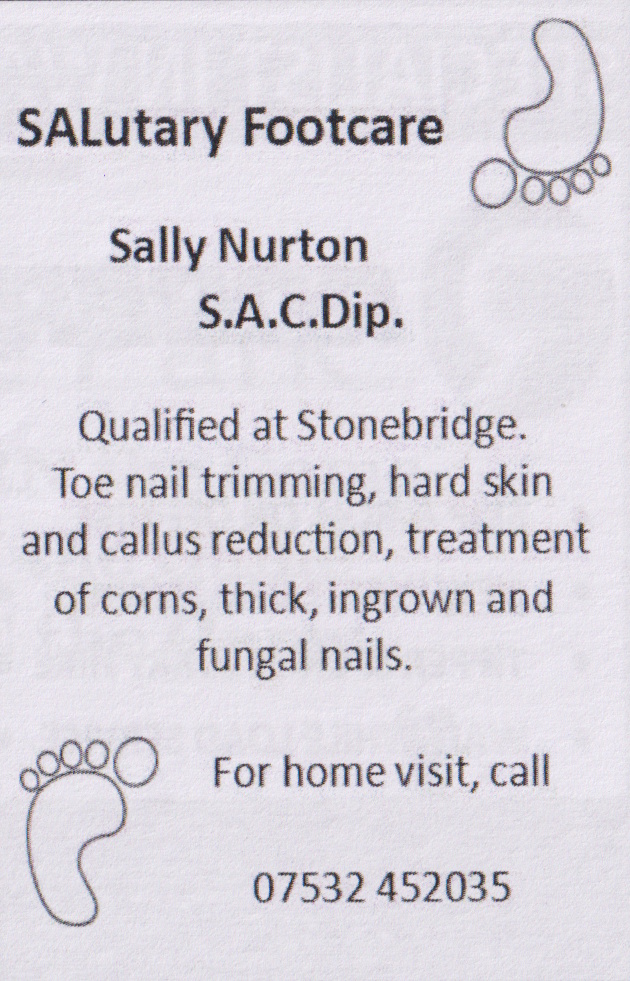 SALutary Footcare
Sally Nurton
S.A.C.Dip.
Qualified at Stonebridge.
Toe nail trimming, hard skin
and callus reduction, treatment
of corns, thick, ingrown and
fungal nails.
For home visit, call
07532 452035